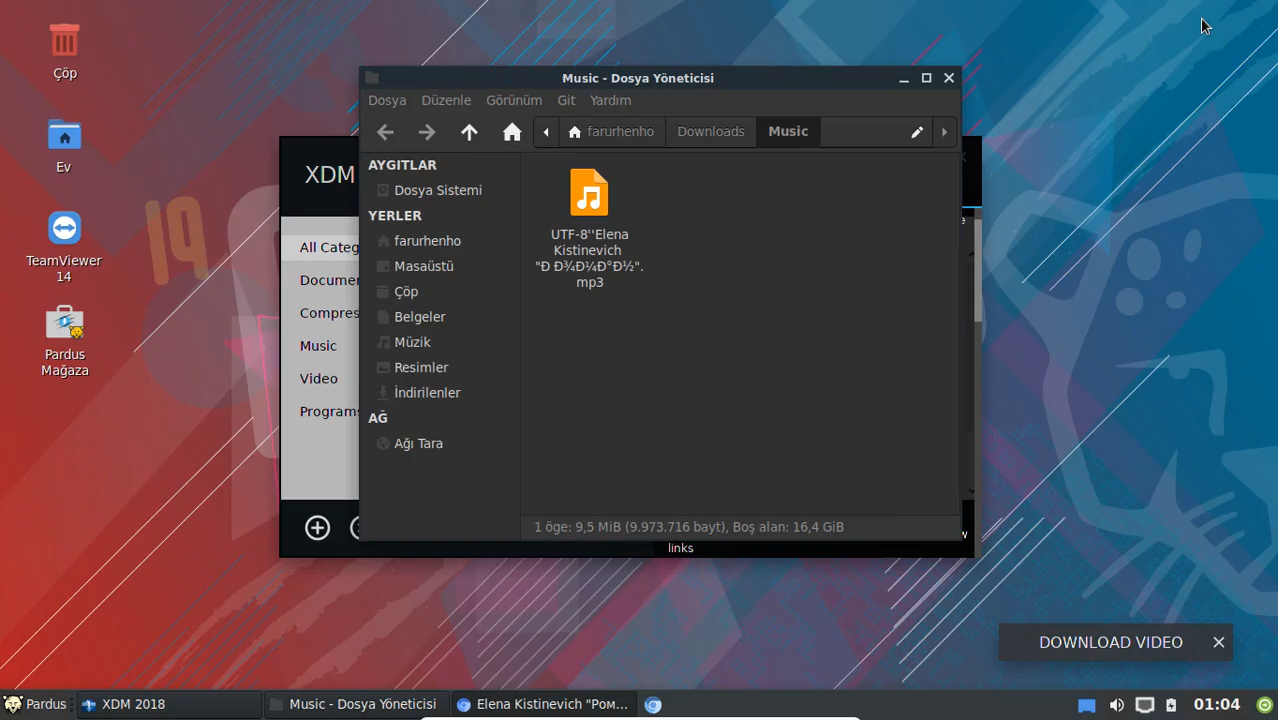 Çöp
Ev
TeamViewer
14
Pardus
Mağaza
19
Music - Dosya Yöneticisi
Dosya Düzenle Görünüm Git Yardım
farurhenho Downloads Music
AYGITLAR
Dosya Sistemi
YERLER
farurhenho
Masaüstü
Çöp
Belgeler
Müzik
Resimler
İndirilenler
AĞ
Ağı Tara
UTF-8''Elena
Kistinevich
"Ð Ð¾Ð¼Ð°Ð½".
mp3
1 öge: 9,5 MiB (9.973.716 bayt), Boş alan: 16,4 GiB
XDM
All Categ
Documen
Compres
Music
Video
Programs
links
DOWNLOAD VIDEO
Pardus
XDM 2018
Music - Dosya Yöneticisi
Elena Kistinevich "Ром...
01:04